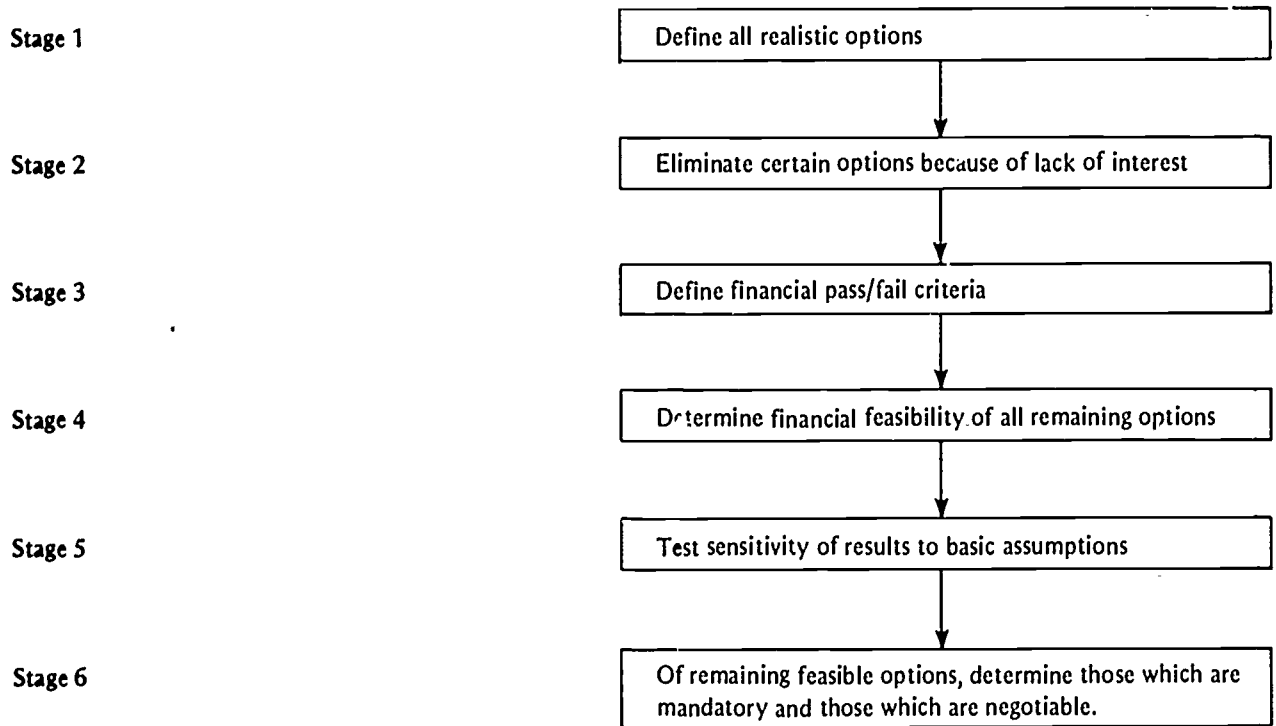 Stage 1
Define all realistic options
Stage 2
Eliminate certain options because of lack of interest
Stage 3
Define financial pass/fail criteria
Stage 4
Determine financial feasibility of all remaining options
Stage 5
Test sensitivity of results to basic assumptions
Stage 6
Of remaining feasible options, determine those which are
mandatory and those which are negotiable.